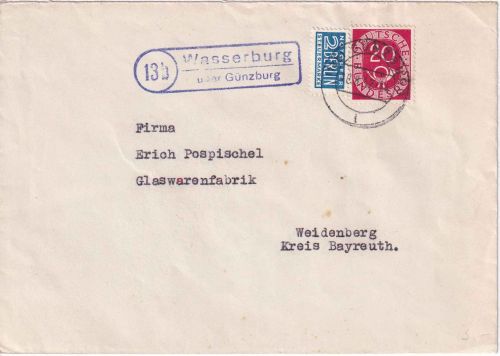 13b
Wasserburg
über Günzburg
NOTOPFER
2 BERLIN
STEUERMARKE
DEUTSCHE
20
BUNDESPOST
Firma
Erich Pospischel
Glaswarenfabrik
Weidenberg
Kreis Bayreuth.